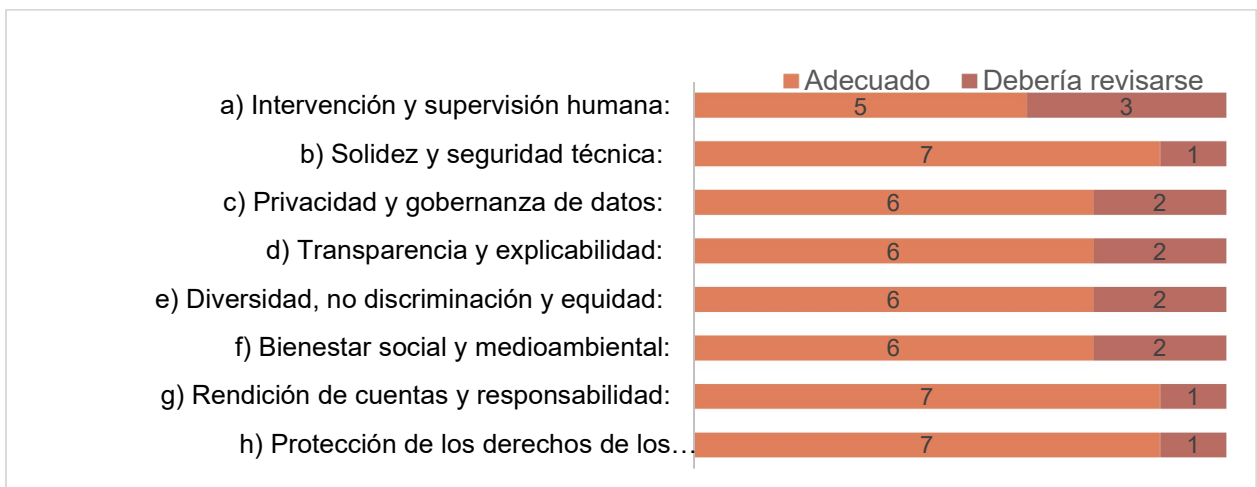 Adecuado Debería revisarse
a) Intervención y supervisión humana: 5 3
b) Solidez y seguridad técnica: 7 1
c) Privacidad y gobernanza de datos: 6 2
d) Transparencia y explicabilidad: 6 2
e) Diversidad, no discriminación y equidad: 6 2
f) Bienestar social y medioambiental: 6 2
g) Rendición de cuentas y responsabilidad: 7 1
h) Protección de los derechos de los… 7 1